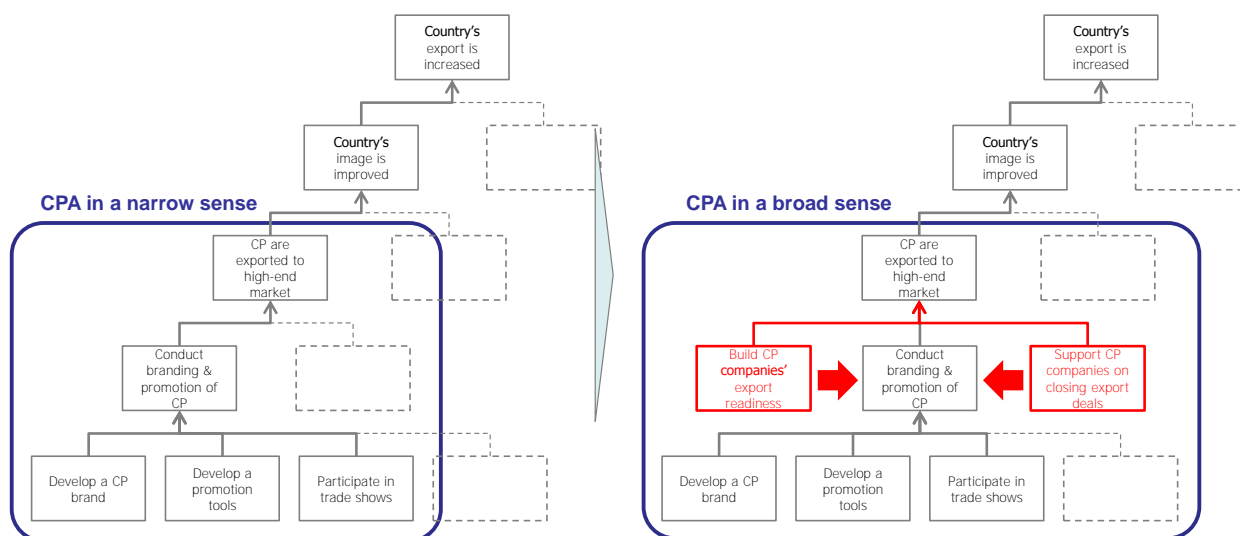 Country's
export is
increased
Country's
image is
improved
CPA in a narrow sense
CP are
exported to
high-end
market
Conduct
branding &
promotion of
CP
Develop a CP
brand
Develop a
promotion
tools
Participate in
trade shows
Country's
export is
increased
Country's
image is
improved
CPA in a broad sense
CP are
exported to
high-end
market
Build CP
companies'
export
readiness
Conduct
branding &
promotion of
CP
Support CP
companies on
closing export
deals
Develop a CP
brand
Develop a
promotion
tools
Participate in
trade shows